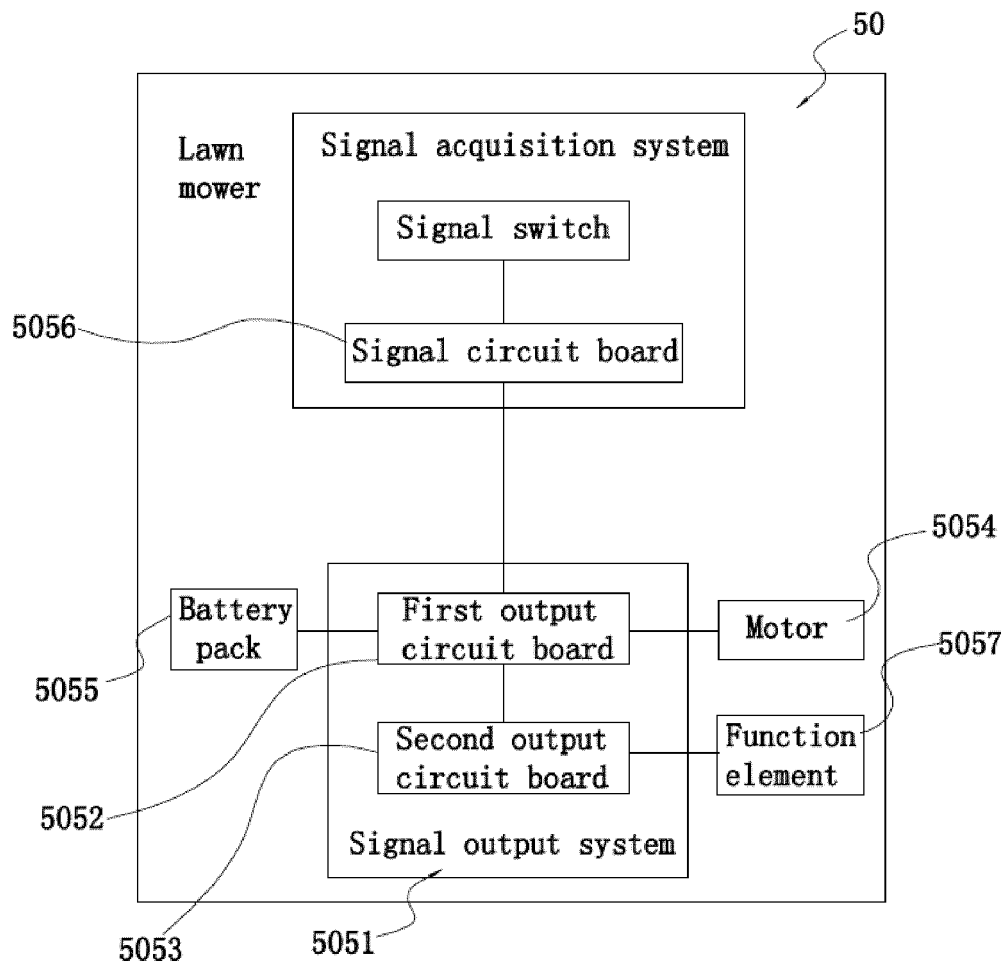 50
Lawn
mower
Signal acquisition system
Signal switch
5056
Signal circuit board
5054
Battery
pack
First output
circuit board
Motor
5057
5055
Second output
circuit board
Function
element
5052
Signal output system
5053
5051